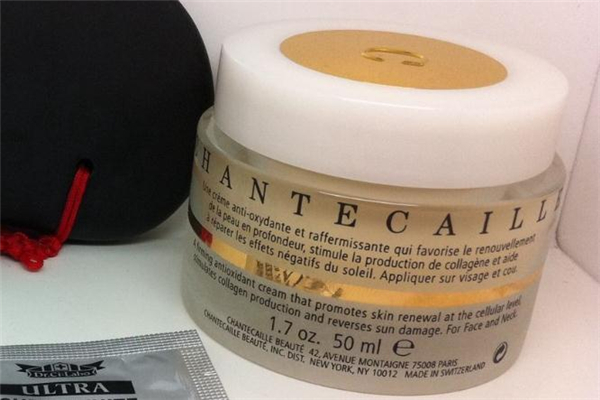 C
CHANTECAILLE
Une crème anti-oxydante et raffermissante qui favorise le renouvellement
de la peau en profondeur, stimule la production de collagène et aide
à réparer les effets négatifs du soleil. Appliquer sur visage et cou.
A firming antioxidant cream that promotes skin renewal at the cellular level,
stimulates collagen production and reverses sun damage. For Face and Neck.
1.7 oz. 50 ml ℮
CHANTECAILLE BEAUTÉ 42, AVENUE MONTAIGNE 75008 PARIS
CHANTECAILLE BEAUTÉ, INC. DIST. NEW YORK, NY 10012 MADE IN SWITZERLAND
Dr.Ci:Labo
ULTRA